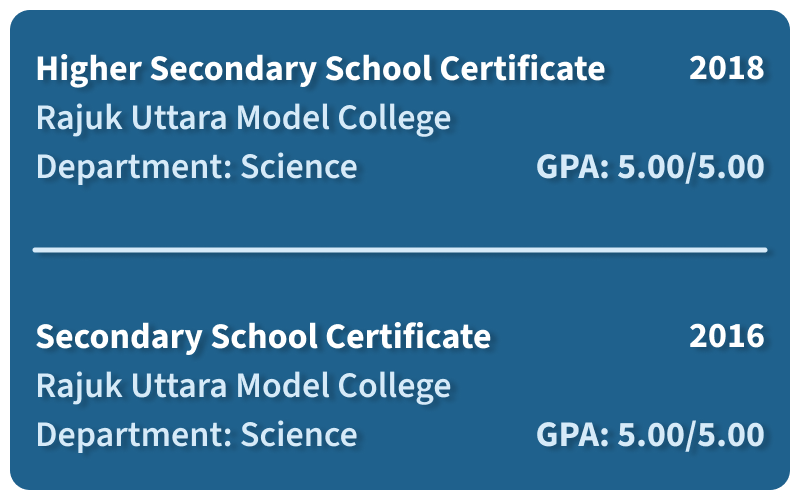 Higher Secondary School Certificate 2018
Rajuk Uttara Model College
Department: Science GPA: 5.00/5.00
Secondary School Certificate 2016
Rajuk Uttara Model College
Department: Science GPA: 5.00/5.00